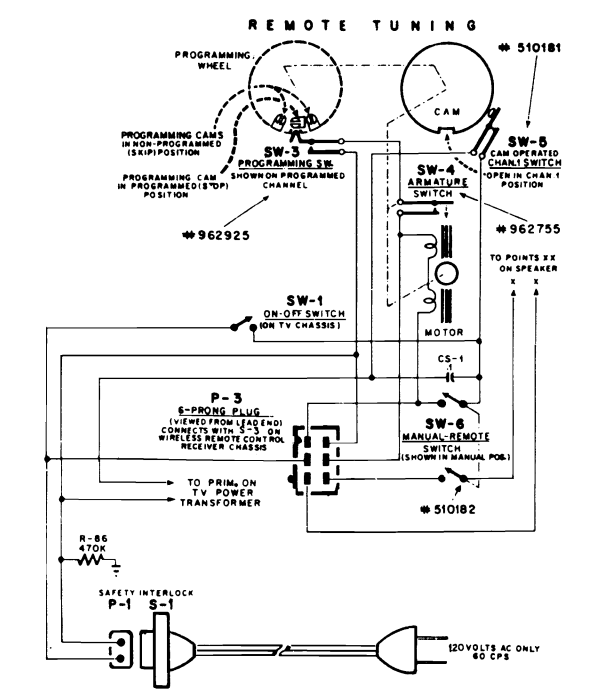 REMOTE TUNING
PROGRAMMING
WHEEL
# 510181
CAM
PROGRAMMING CAMS
IN NON-PROGRAMMED
(SKIP) POSITION
SW-3
PROGRAMMING SW.
SHOWN ON PROGRAMMED
CHANNEL
SW-5
CAM OPERATED
CHAN.1 SWITCH
*OPEN IN CHAN.1
POSITION
PROGRAMMING CAM
IN PROGRAMMED (STOP)
POSITION
SW-4
ARMATURE
SWITCH
# 962925
# 962755
TO POINTS XX
ON SPEAKER
X X
SW-1
ON-OFF SWITCH
(ON TV CHASSIS)
MOTOR
CS-1
.1
P-3
6-PRONG PLUG
(VIEWED FROM LEAD END)
CONNECTS WITH S-3 ON
WIRELESS REMOTE CONTROL
RECEIVER CHASSIS
SW-6
MANUAL-REMOTE
SWITCH
(SHOWN IN MANUAL POS.)
TO PRIM. ON
TV POWER
TRANSFORMER
# 510182
R-86
470K
SAFETY INTERLOCK
P-1 S-1
120 VOLTS AC ONLY
60 CPS